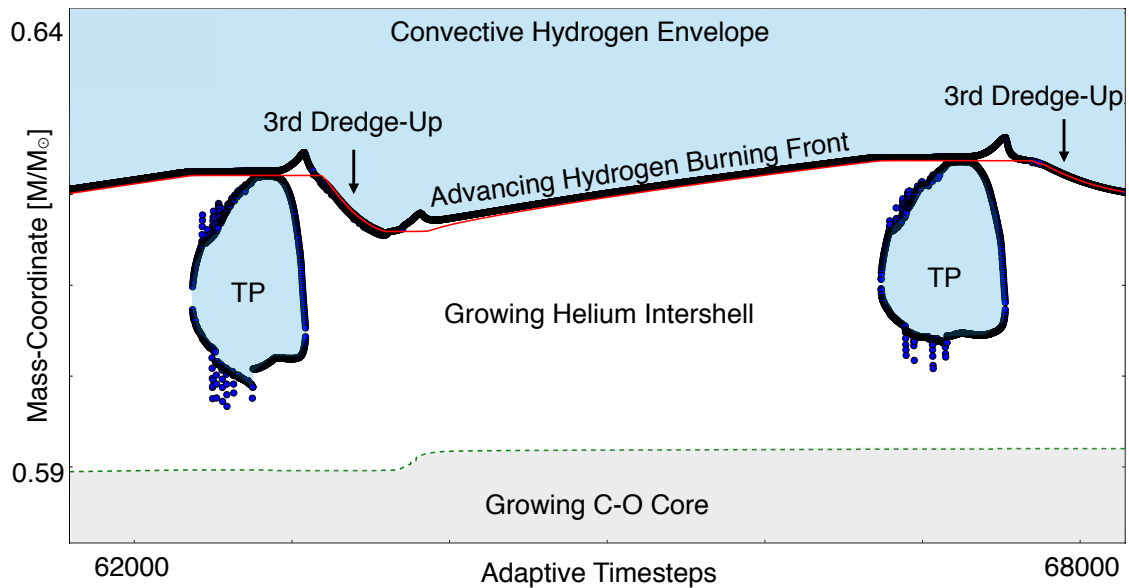 0.64
Convective Hydrogen Envelope
3rd Dredge-Up
3rd Dredge-Up
Advancing Hydrogen Burning Front
Mass-Coordinate [M/M☉]
TP
TP
Growing Helium Intershell
0.59
Growing C-O Core
62000
68000
Adaptive Timesteps